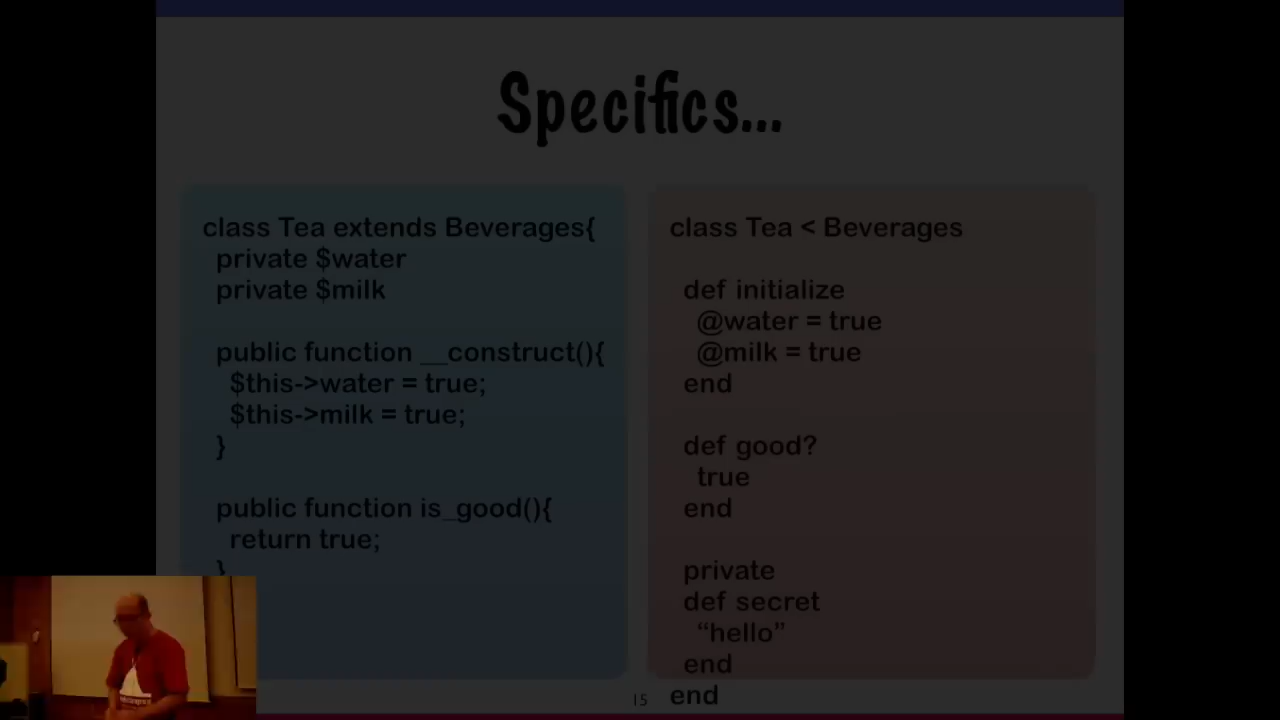 Specifics...
class Tea extends Beverages{
private $water
private $milk
public function __construct(){
$this->water = true;
$this->milk = true;
}
public function is_good(){
return true;
}
class Tea < Beverages
def initialize
@water = true
@milk = true
end
def good?
true
end
private
def secret
“hello”
end
end
15